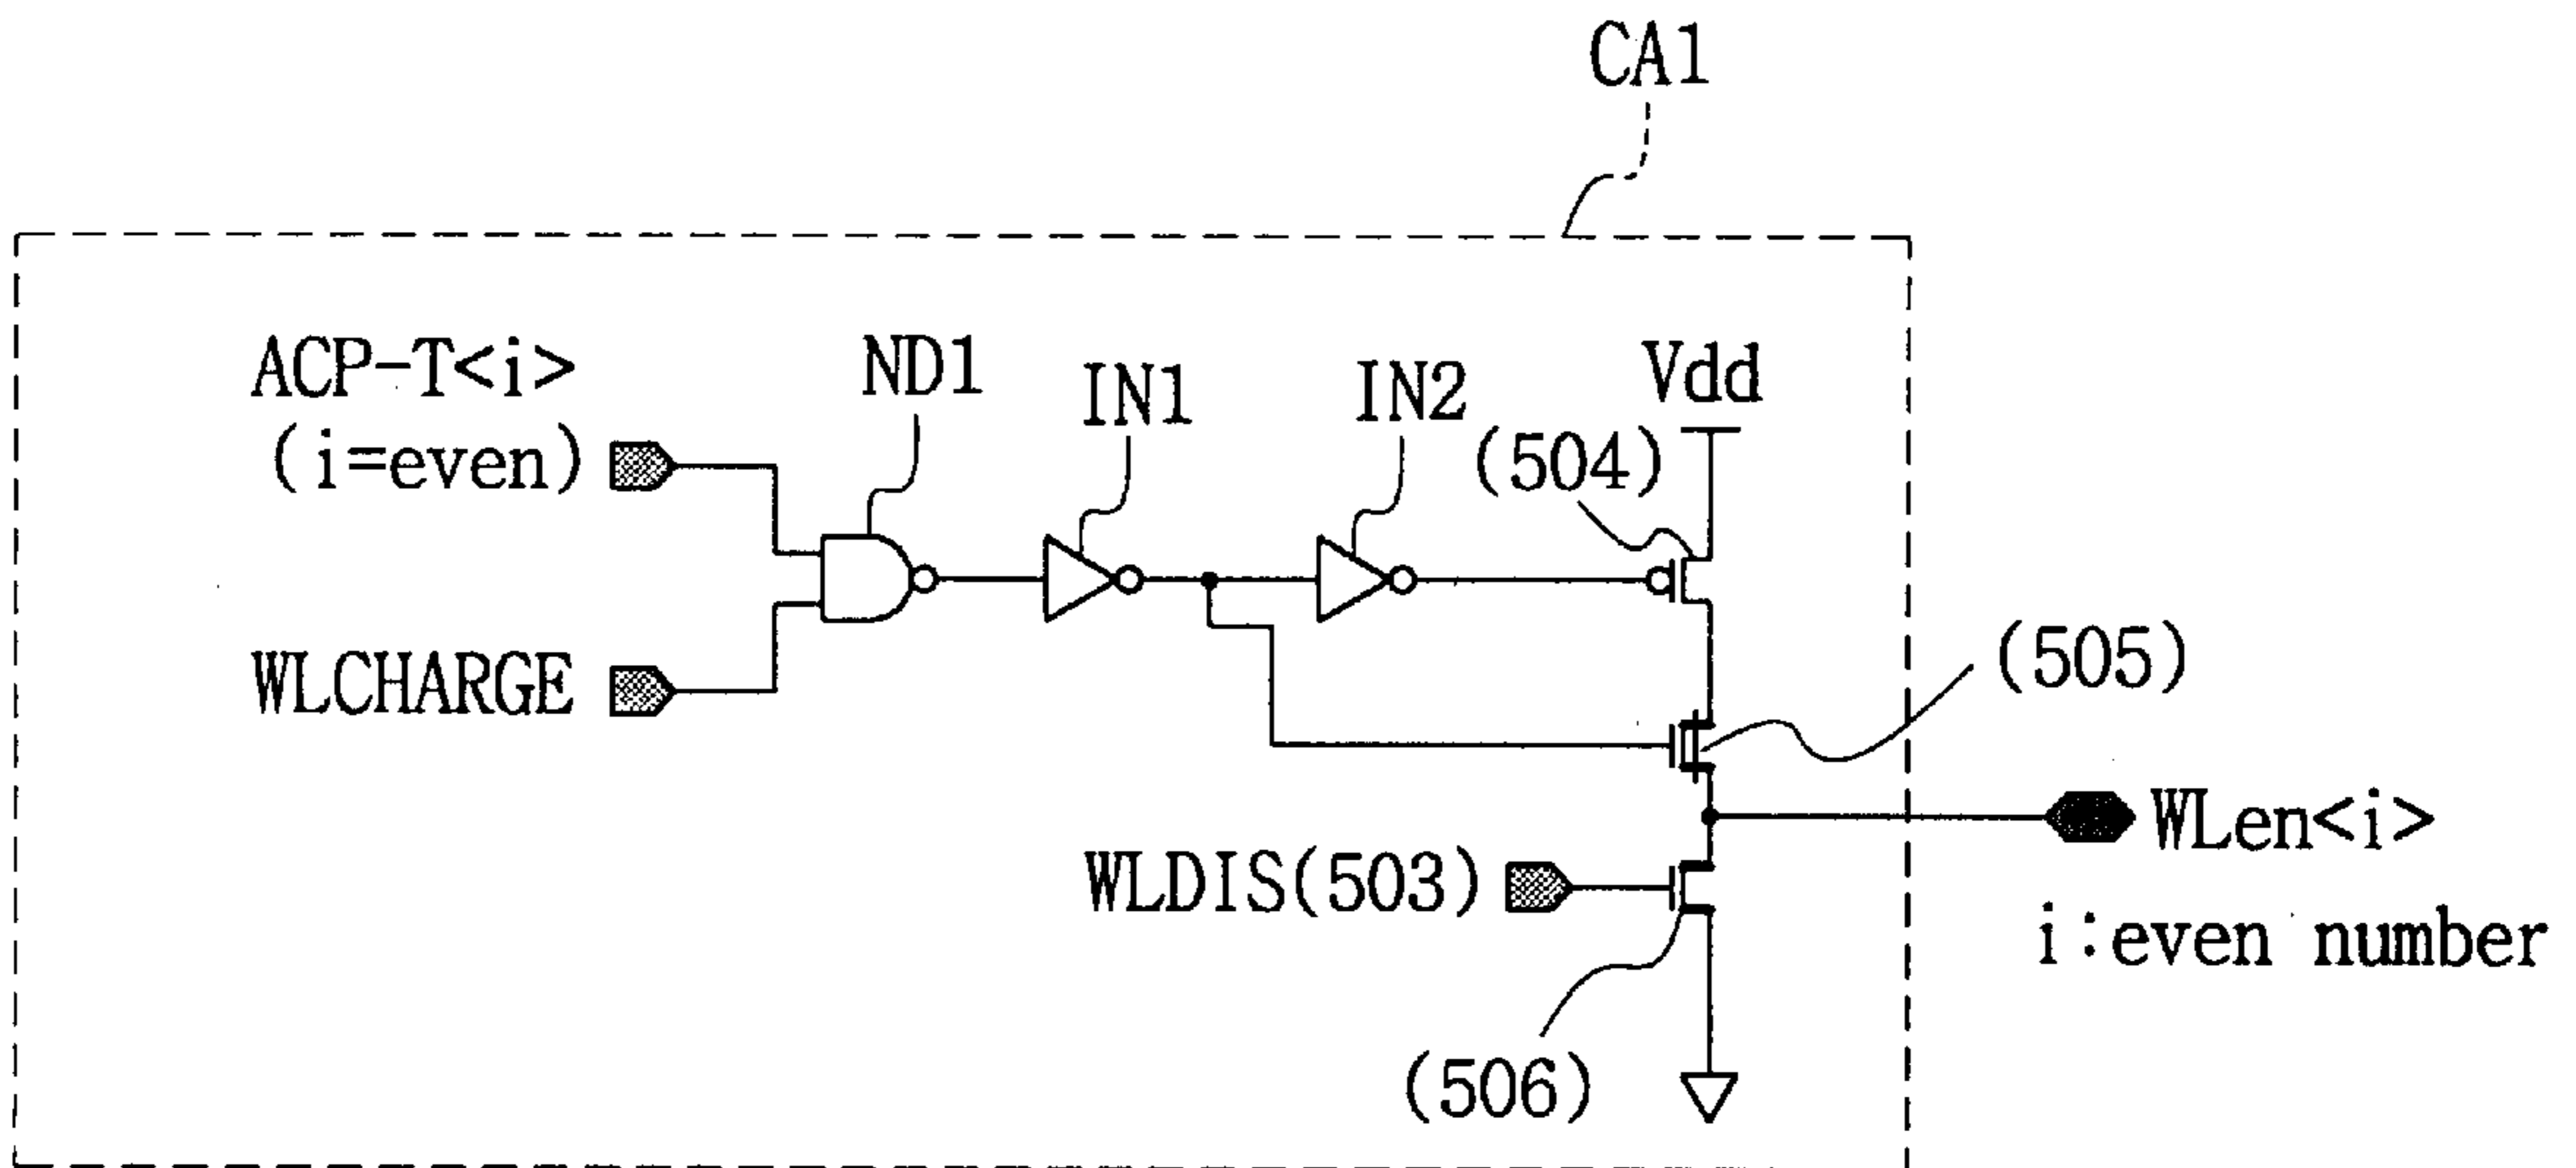 CA1
ACP-T<i>
(i=even)
ND1
IN1
IN2
Vdd
(504)
WLCHARGE
(505)
WLDIS(503)
WLen<i>
i:even number
(506)